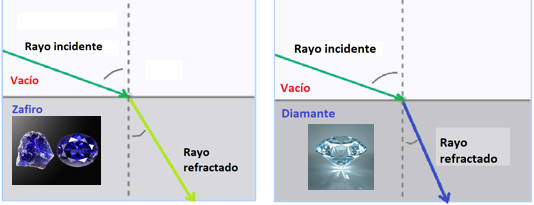 Rayo incidente
Vacío
Zafiro
Rayo
refractado
Rayo incidente
Vacío
Diamante
Rayo
refractado